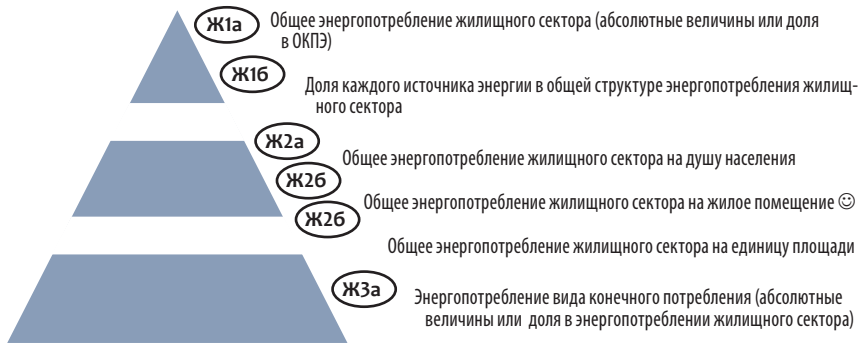 Ж1а Общее энергопотребление жилищного сектора (абсолютные величины или доля
в ОКПЭ)
Ж1б
Доля каждого источника энергии в общей структуре энергопотребления жилищ-
ного сектора
Ж2а
Общее энергопотребление жилищного сектора на душу населения
Ж2б
Общее энергопотребление жилищного сектора на жилое помещение ☺
Ж2б
Общее энергопотребление жилищного сектора на единицу площади
Ж3а
Энергопотребление вида конечного потребления (абсолютные
величины или доля в энергопотреблении жилищного сектора)